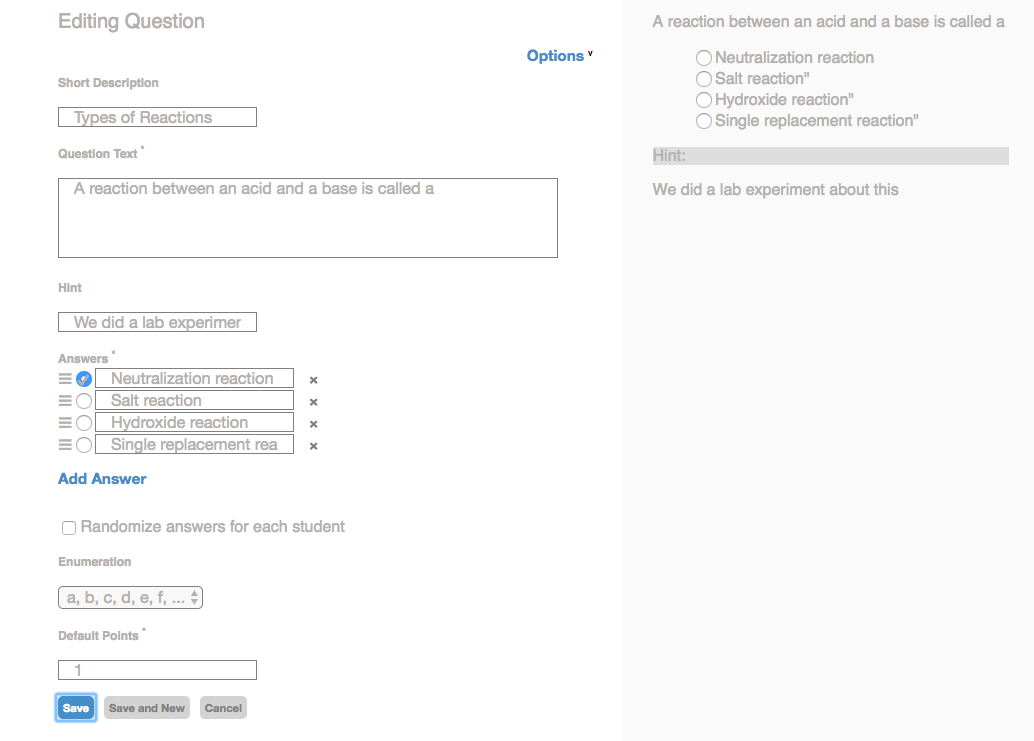 Editing Question
Options ˅
Short Description
Types of Reactions
Question Text *
A reaction between an acid and a base is called a
Hint
We did a lab experimer
Answers *
Neutralization reaction ×
Salt reaction ×
Hydroxide reaction ×
Single replacement rea ×
Add Answer
Randomize answers for each student
Enumeration
a, b, c, d, e, f, ...
Default Points *
1
Save Save and New Cancel
A reaction between an acid and a base is called a
Neutralization reaction
Salt reaction"
Hydroxide reaction"
Single replacement reaction"
Hint:
We did a lab experiment about this